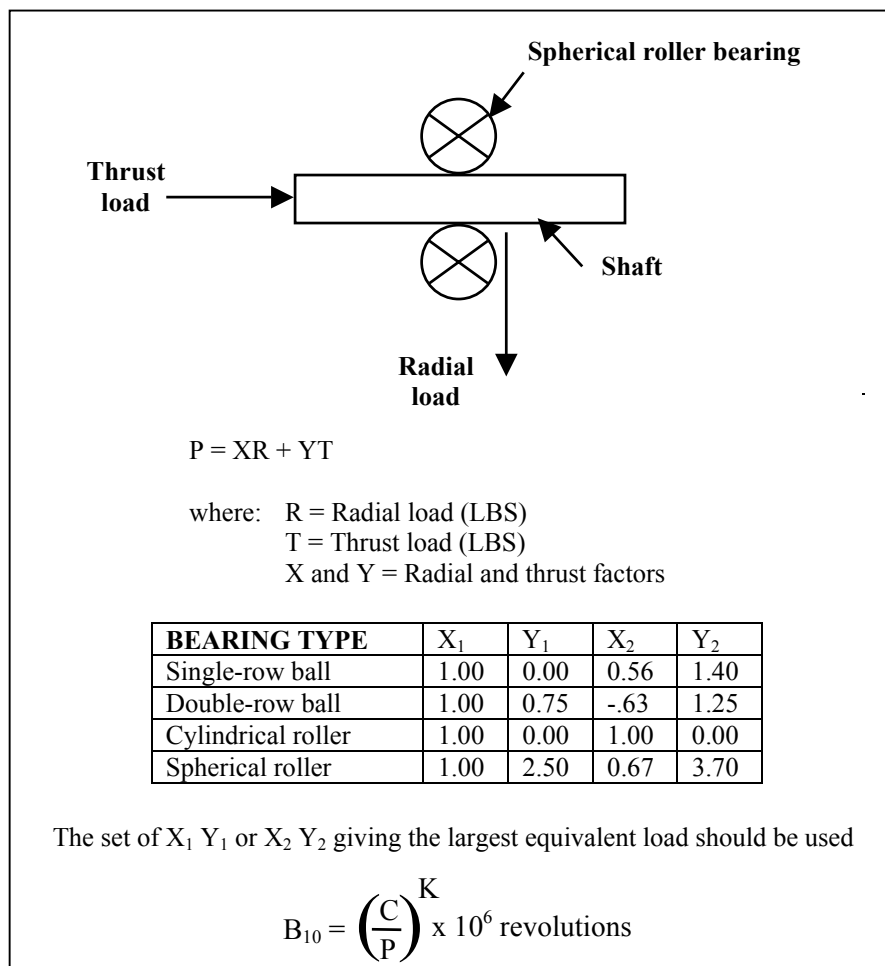 Spherical roller bearing
Thrust
load
Shaft
Radial
load
P = XR + YT
where: R = Radial load (LBS)
T = Thrust load (LBS)
X and Y = Radial and thrust factors
BEARING TYPE X₁ Y₁ X₂ Y₂
Single-row ball 1.00 0.00 0.56 1.40
Double-row ball 1.00 0.75 -.63 1.25
Cylindrical roller 1.00 0.00 1.00 0.00
Spherical roller 1.00 2.50 0.67 3.70
The set of X₁ Y₁ or X₂ Y₂ giving the largest equivalent load should be used
B₁₀ = (C/P)^K x 10⁶ revolutions